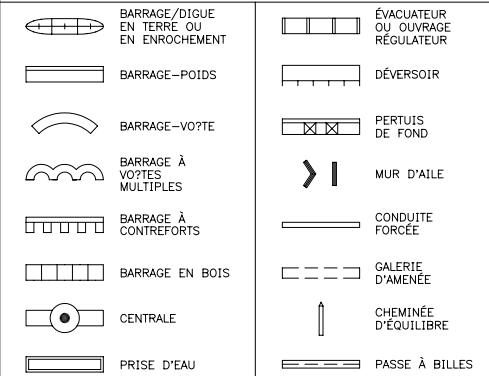 BARRAGE/DIGUE
EN TERRE OU
EN ENROCHEMENT
BARRAGE-POIDS
BARRAGE-VO?TE
BARRAGE À
VO?TES
MULTIPLES
BARRAGE À
CONTREFORTS
BARRAGE EN BOIS
CENTRALE
PRISE D'EAU
ÉVACUATEUR
OU OUVRAGE
RÉGULATEUR
DÉVERSOIR
PERTUIS
DE FOND
MUR D'AILE
CONDUITE
FORCÉE
GALERIE
D'AMENÉE
CHEMINÉE
D'ÉQUILIBRE
PASSE À BILLES